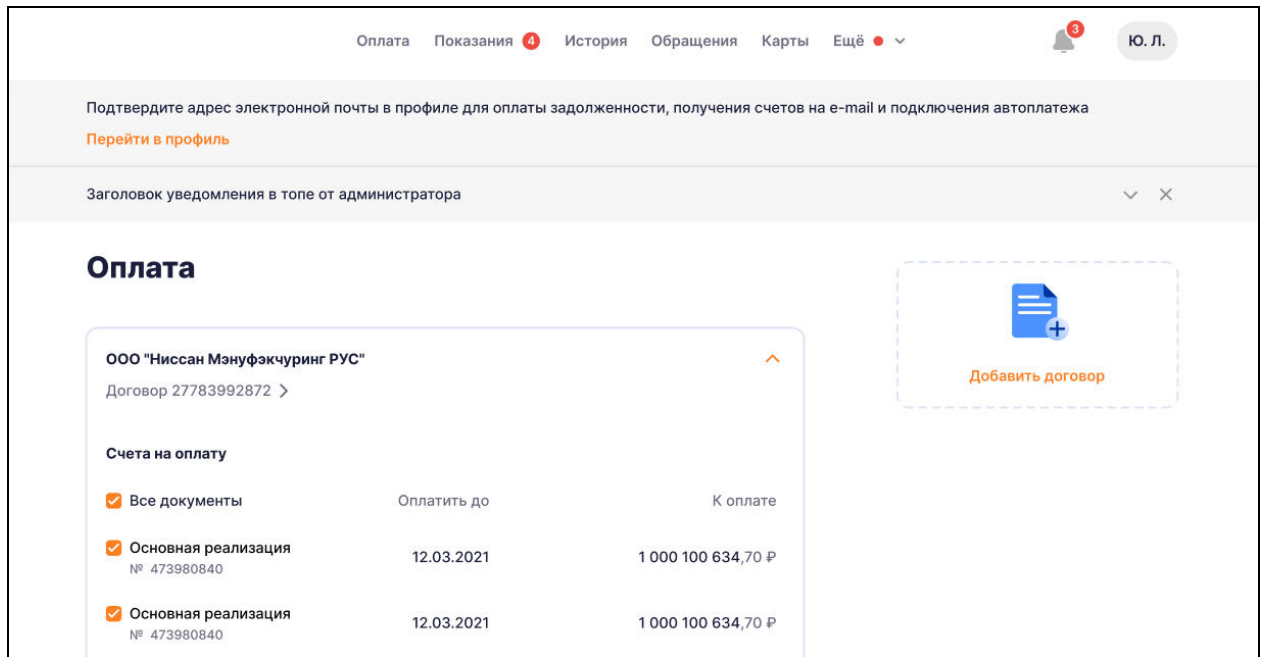 Оплата Показания 4 История Обращения Карты Ещё 3 Ю. Л.
Подтвердите адрес электронной почты в профиле для оплаты задолженности, получения счетов на e-mail и подключения автоплатежа
Перейти в профиль
Заголовок уведомления в топе от администратора
Оплата
Добавить договор
ООО "Ниссан Мэнуфэкчуринг РУС"
Договор 27783992872
Счета на оплату
Все документы Оплатить до К оплате
Основная реализация 12.03.2021 1 000 100 634,70 ₽
№ 473980840
Основная реализация 12.03.2021 1 000 100 634,70 ₽
№ 473980840